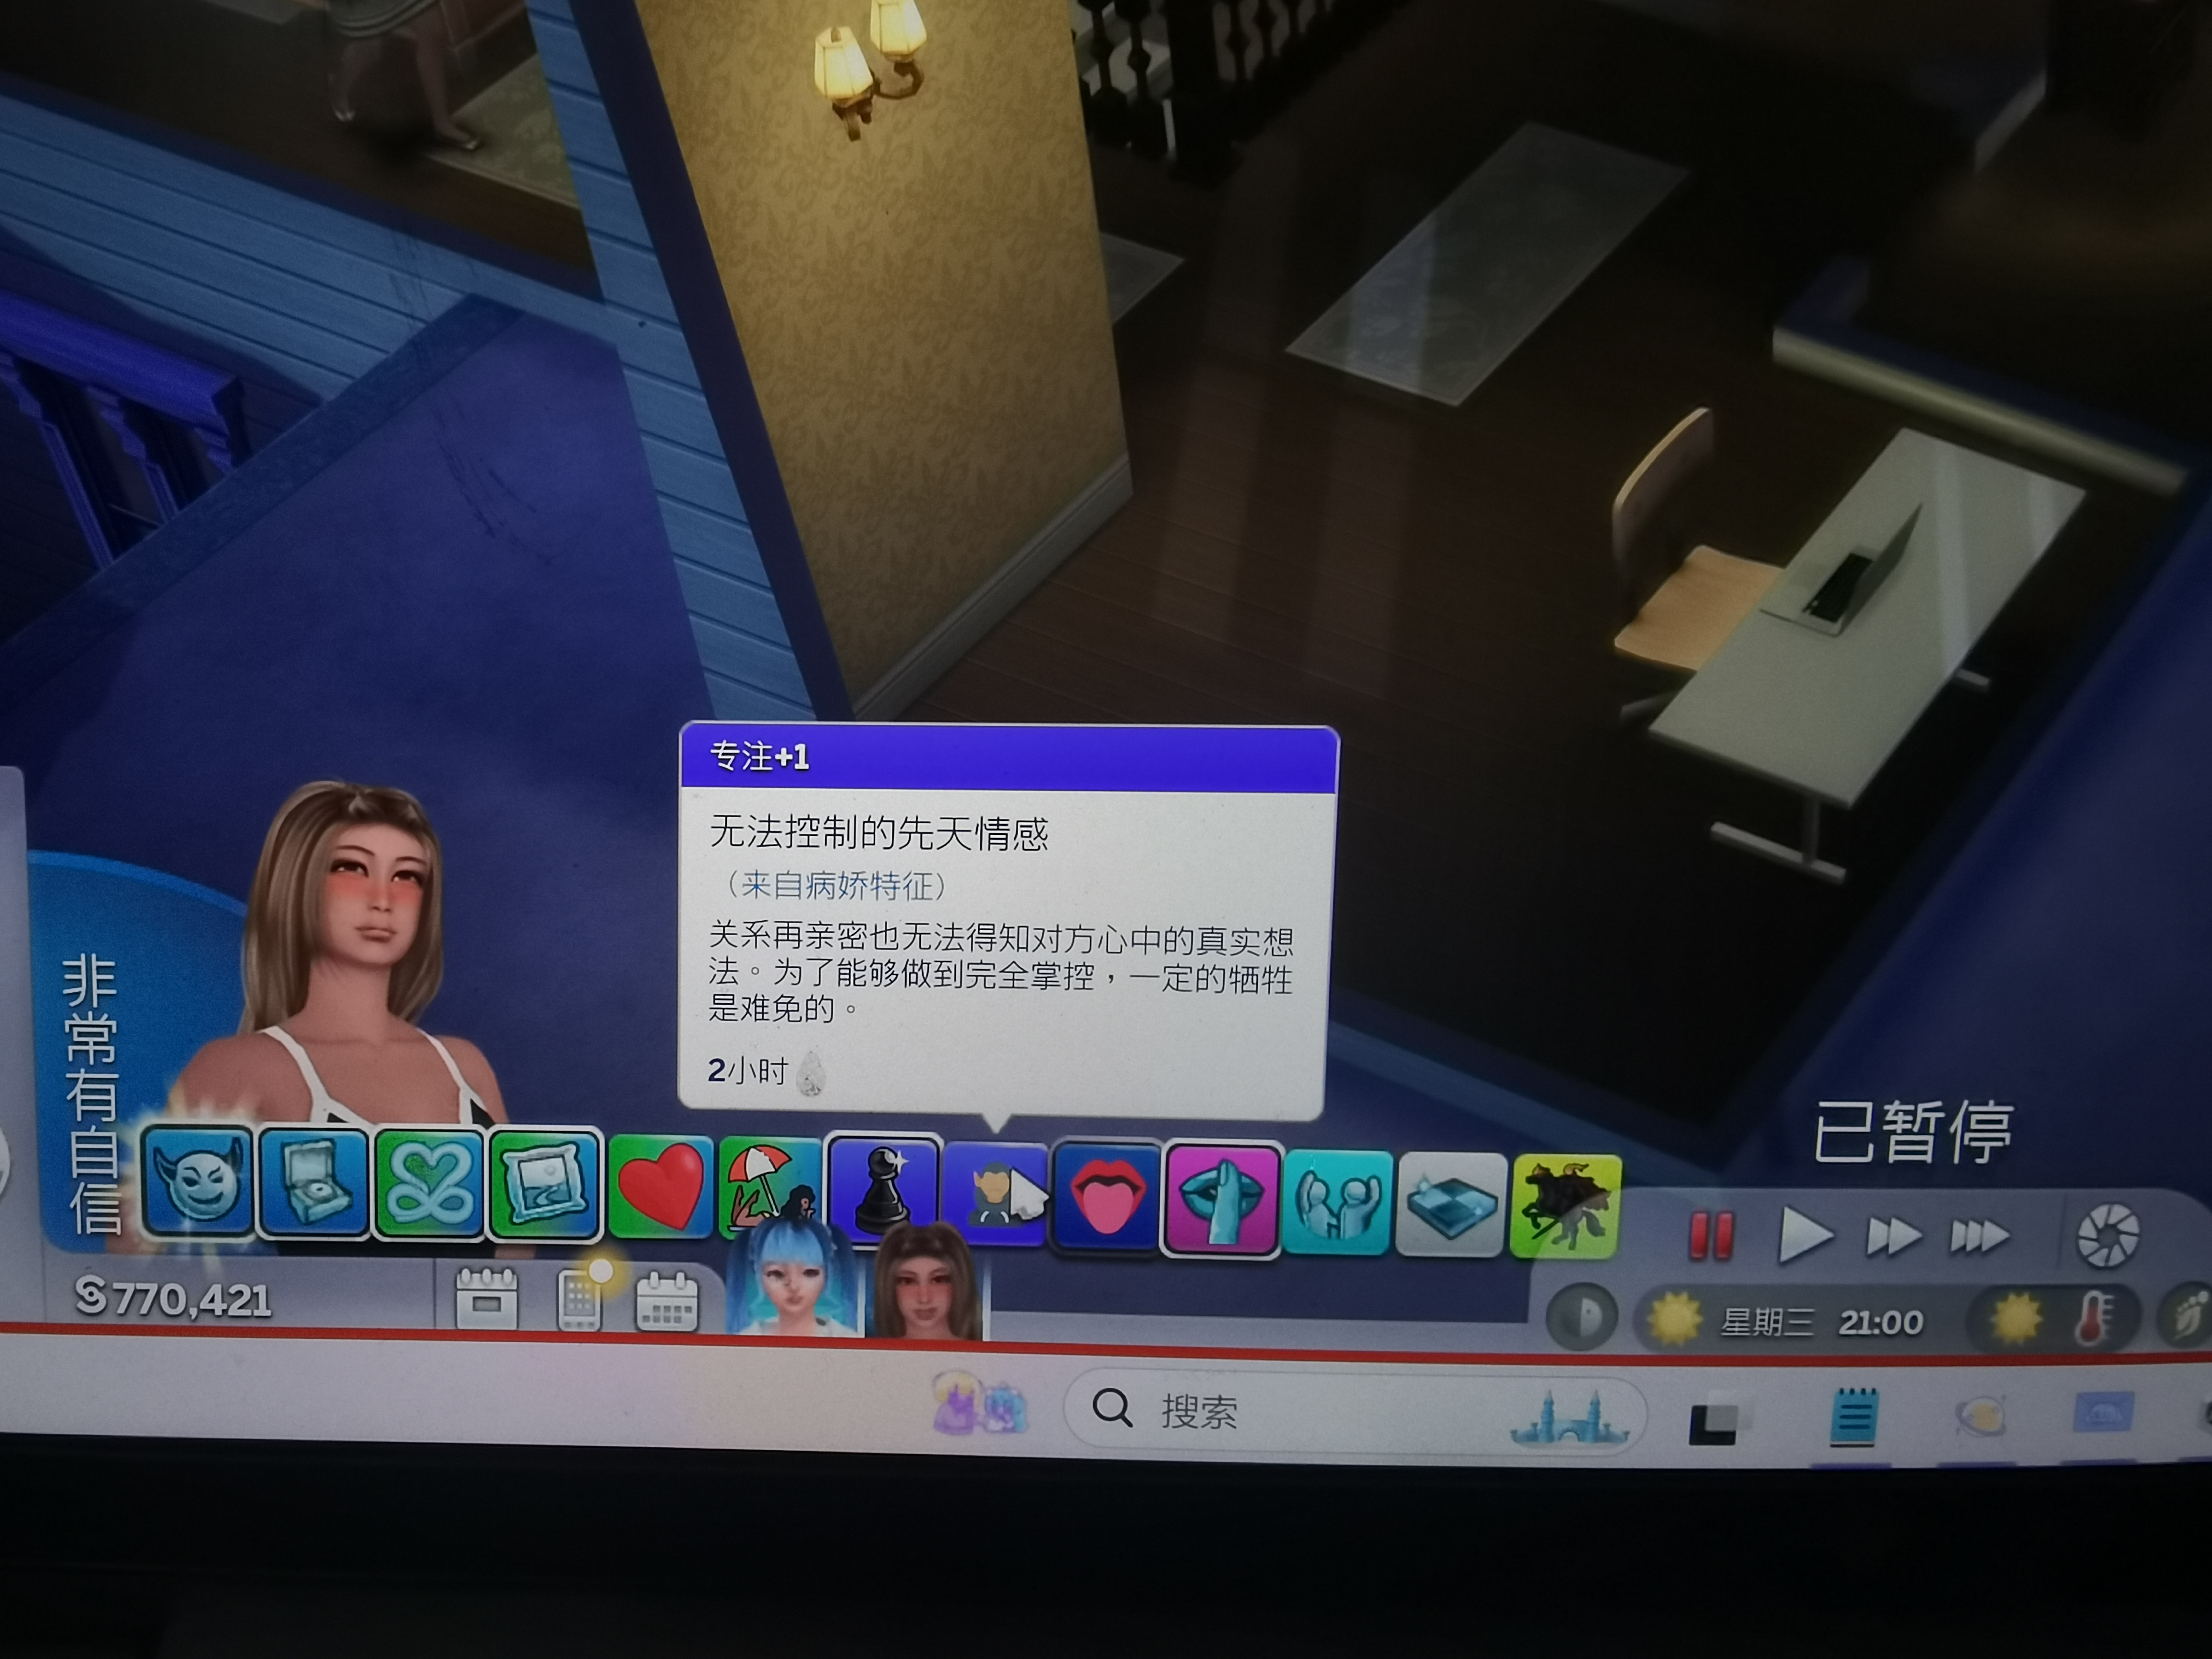 专注+1
无法控制的先天情感
（来自病娇特征）
关系再亲密也无法得知对方心中的真实想
法。为了能够做到完全掌控，一定的牺牲
是难免的。
2小时
非常有自信
已暂停
§770,421
星期三 21:00
搜索